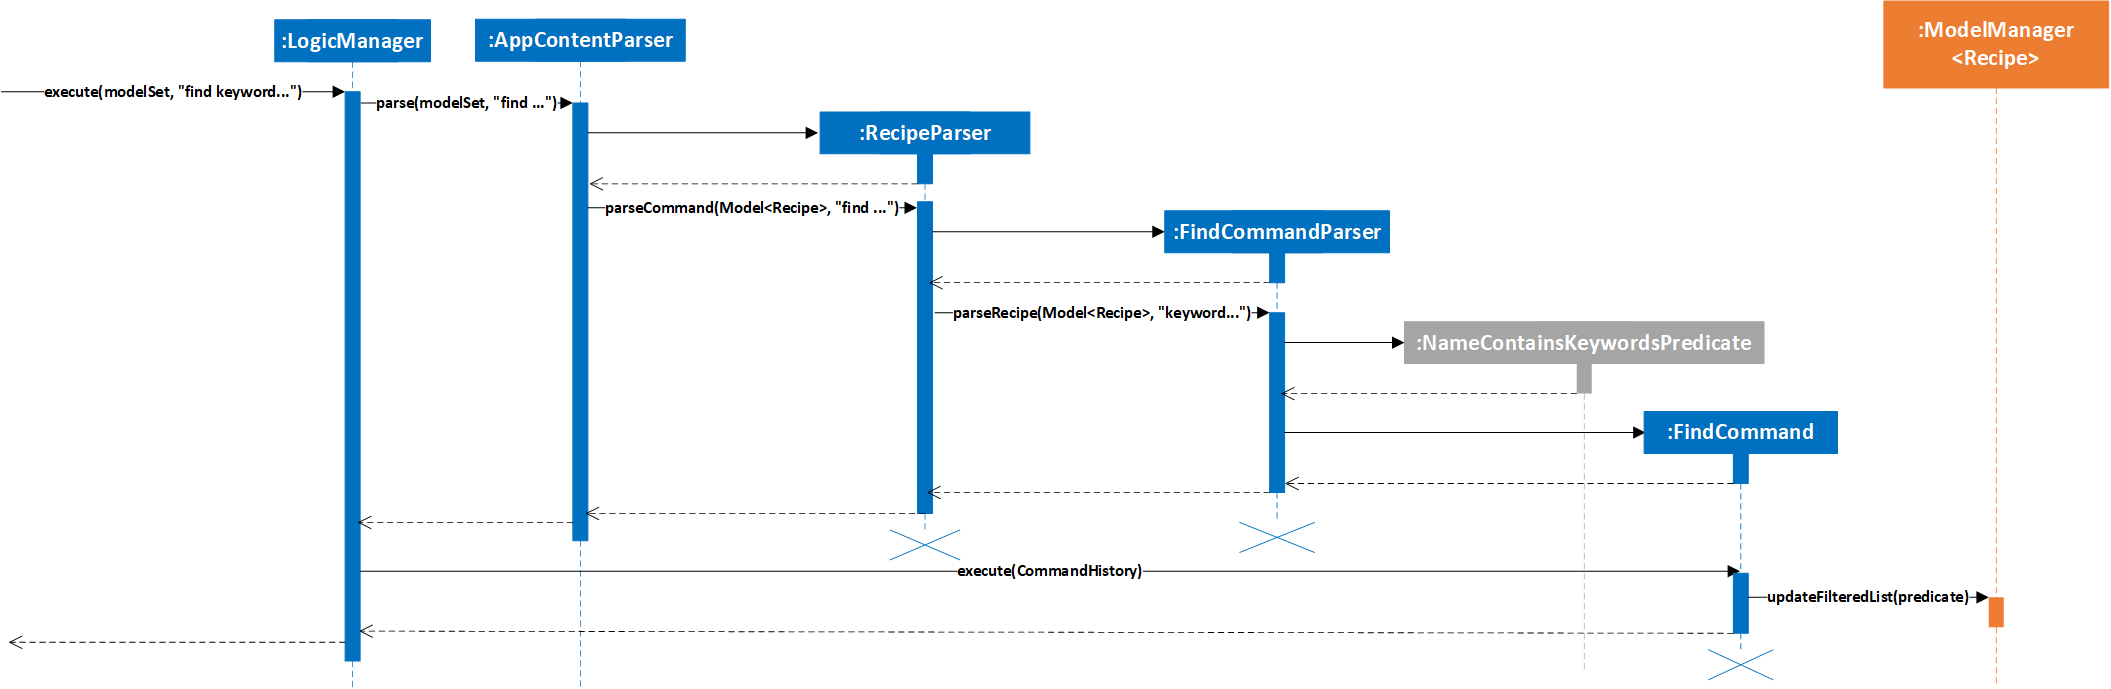 :LogicManager
:AppContentParser
:ModelManager
<Recipe>
execute(modelSet, "find keyword...")
parse(modelSet, "find ...")
:RecipeParser
parseCommand(Model<Recipe>, "find ...")
:FindCommandParser
parseRecipe(Model<Recipe>, "keyword...")
:NameContainsKeywordsPredicate
:FindCommand
execute(CommandHistory)
updateFilteredList(predicate)